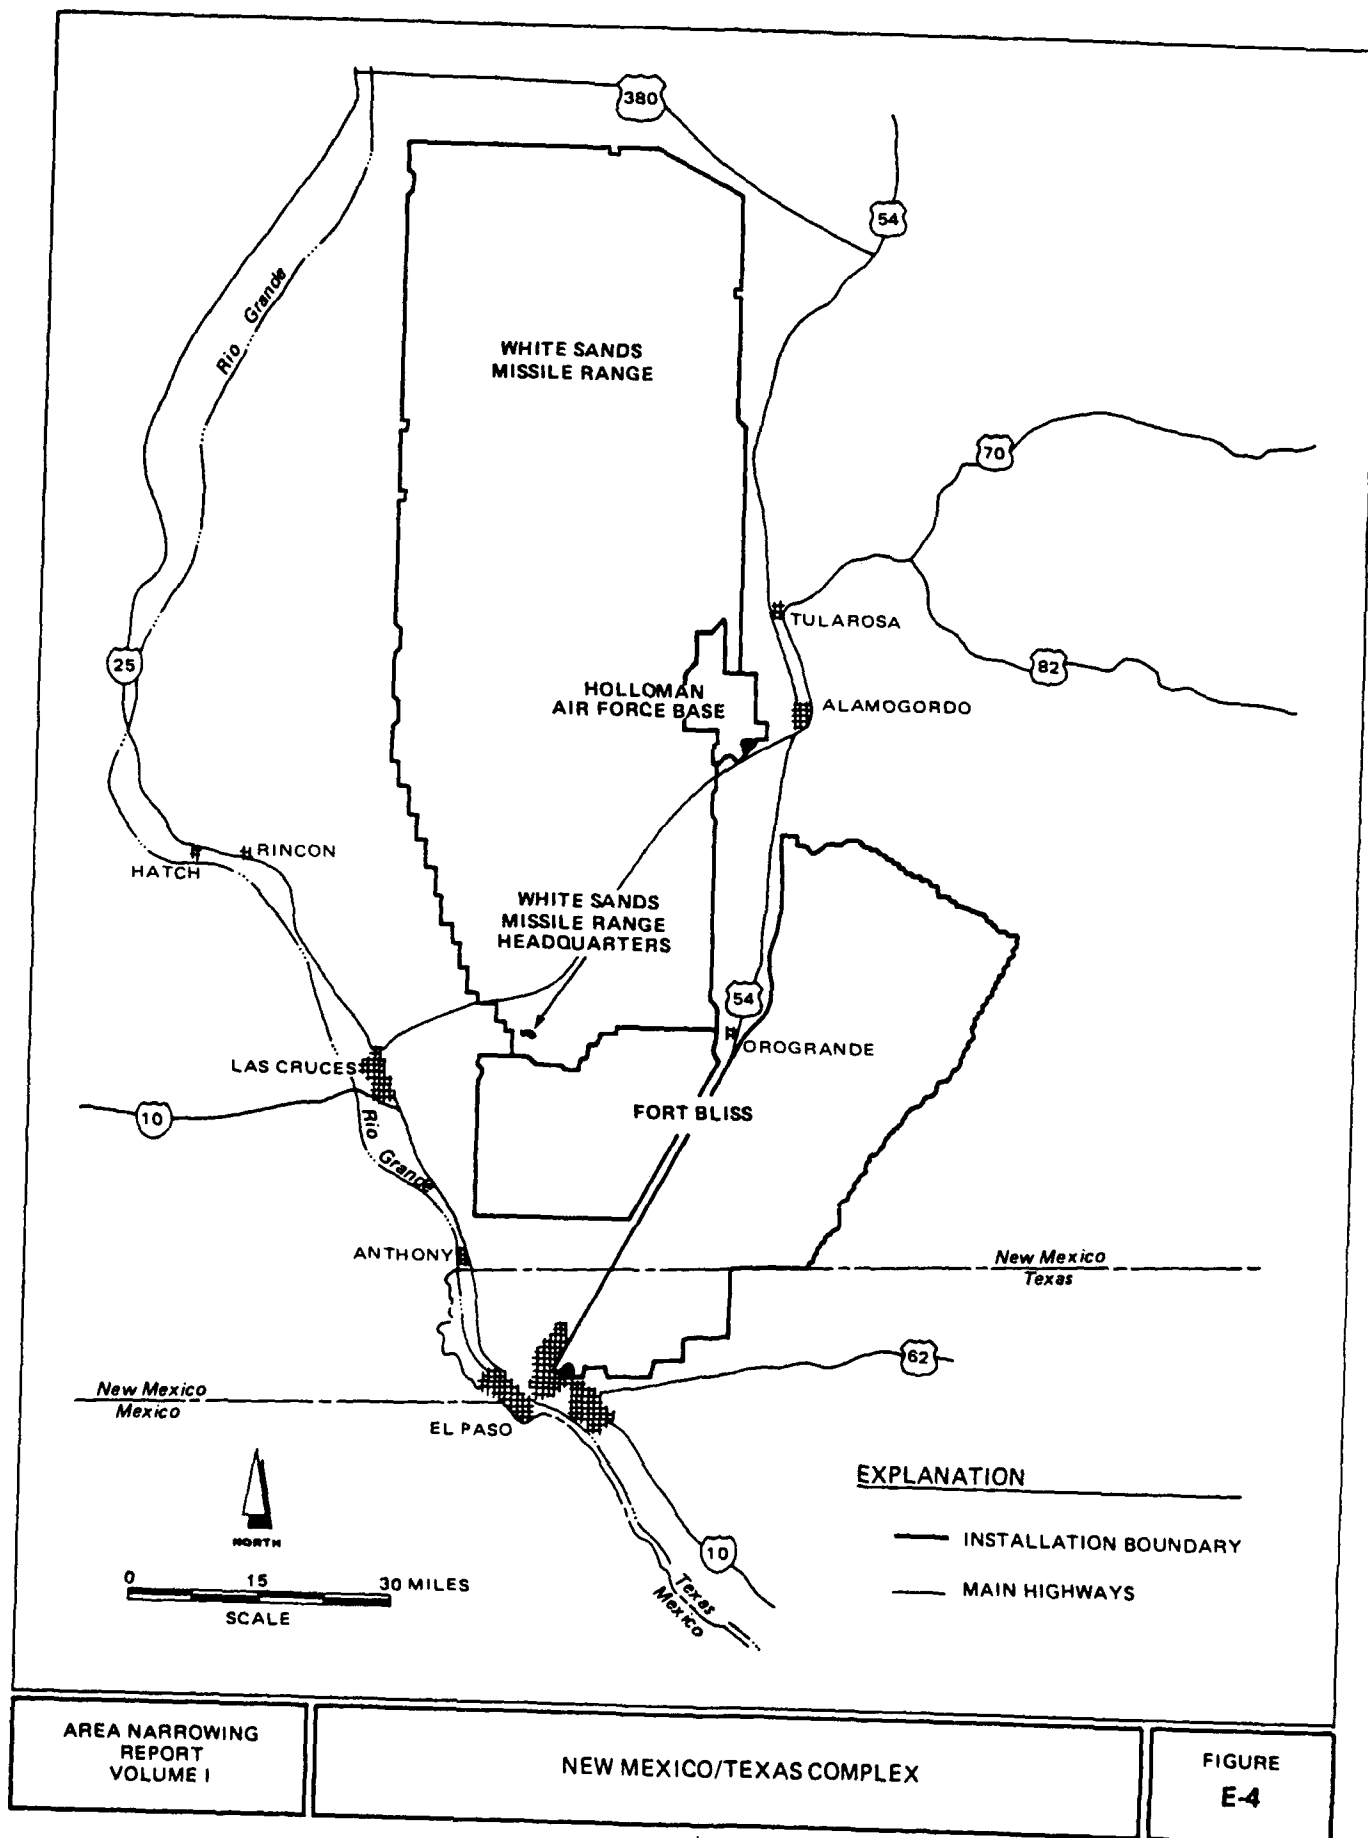 380
54
Rio Grande
WHITE SANDS
MISSILE RANGE
70
TULAROSA
25
82
HOLLOMAN
AIR FORCE BASE
ALAMOGORDO
HATCH
RINCON
WHITE SANDS
MISSILE RANGE
HEADQUARTERS
54
OROGRANDE
LAS CRUCES
10
FORT BLISS
Rio Grande
ANTHONY
New Mexico
Texas
62
New Mexico
Mexico
EL PASO
10
Texas
Mexico
NORTH
0 15 30 MILES
SCALE
EXPLANATION
INSTALLATION BOUNDARY
MAIN HIGHWAYS
AREA NARROWING
REPORT
VOLUME I
NEW MEXICO/TEXAS COMPLEX
FIGURE
E-4